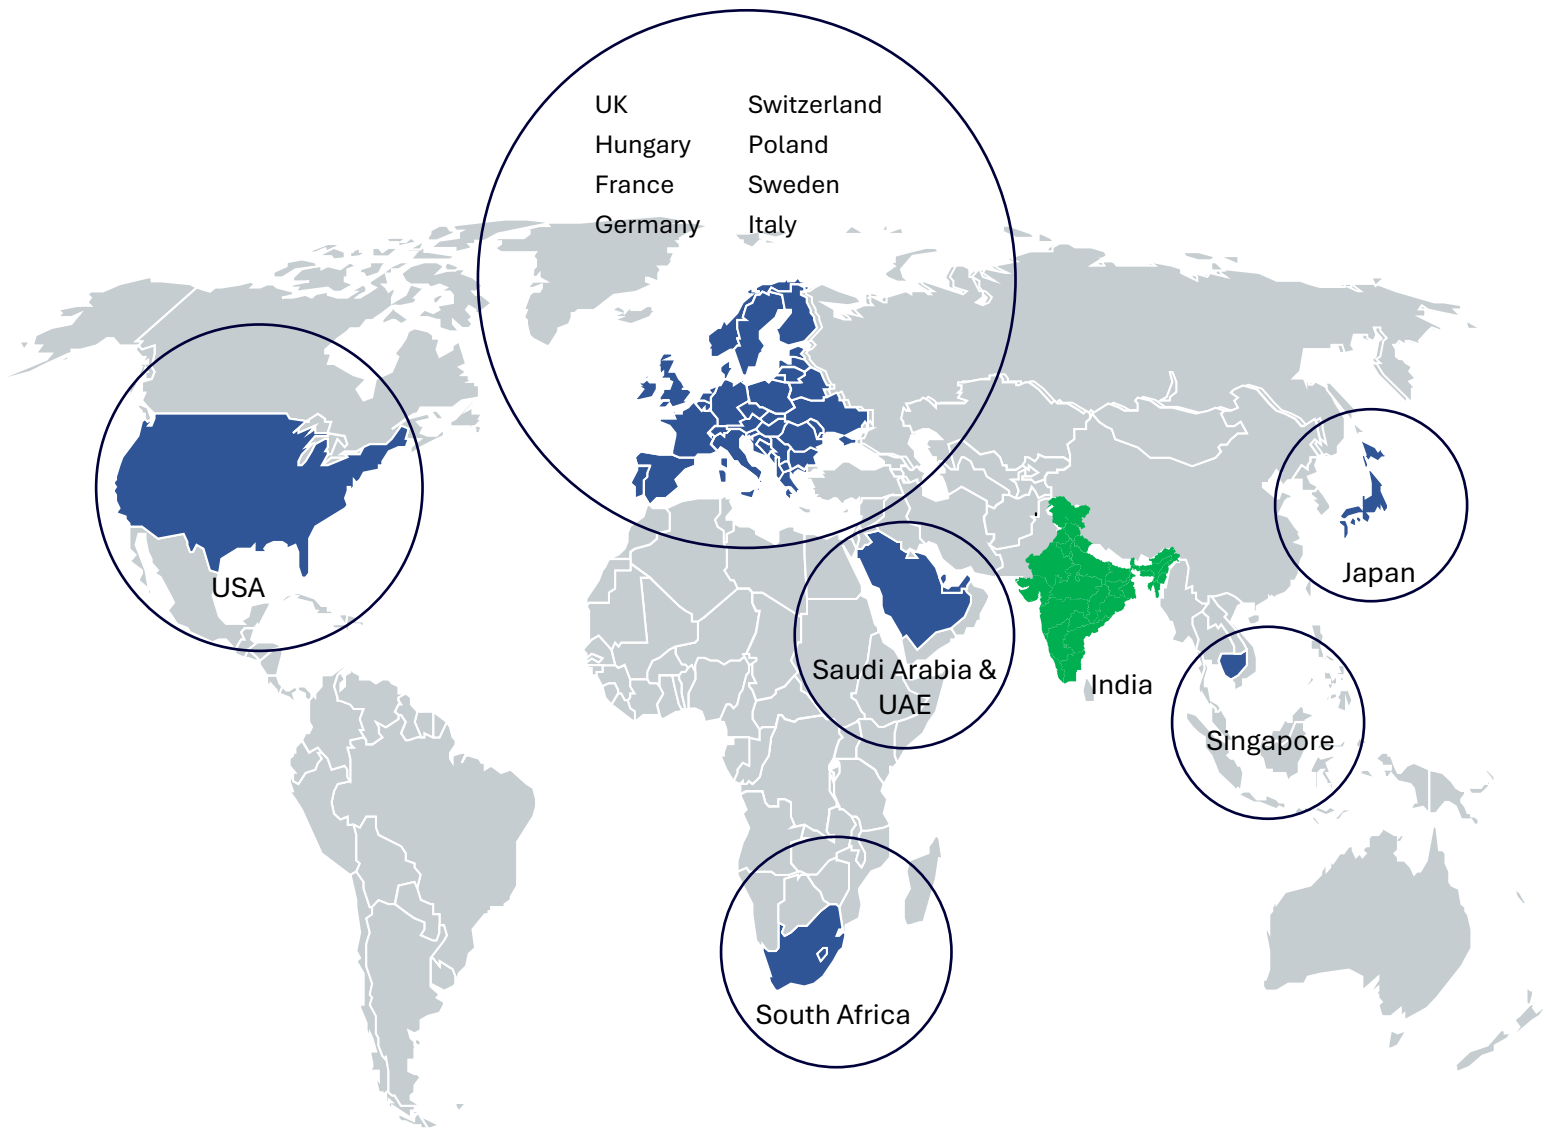 UK
Hungary
France
Germany
Switzerland
Poland
Sweden
Italy
USA
Japan
Saudi Arabia &
UAE
India
Singapore
South Africa